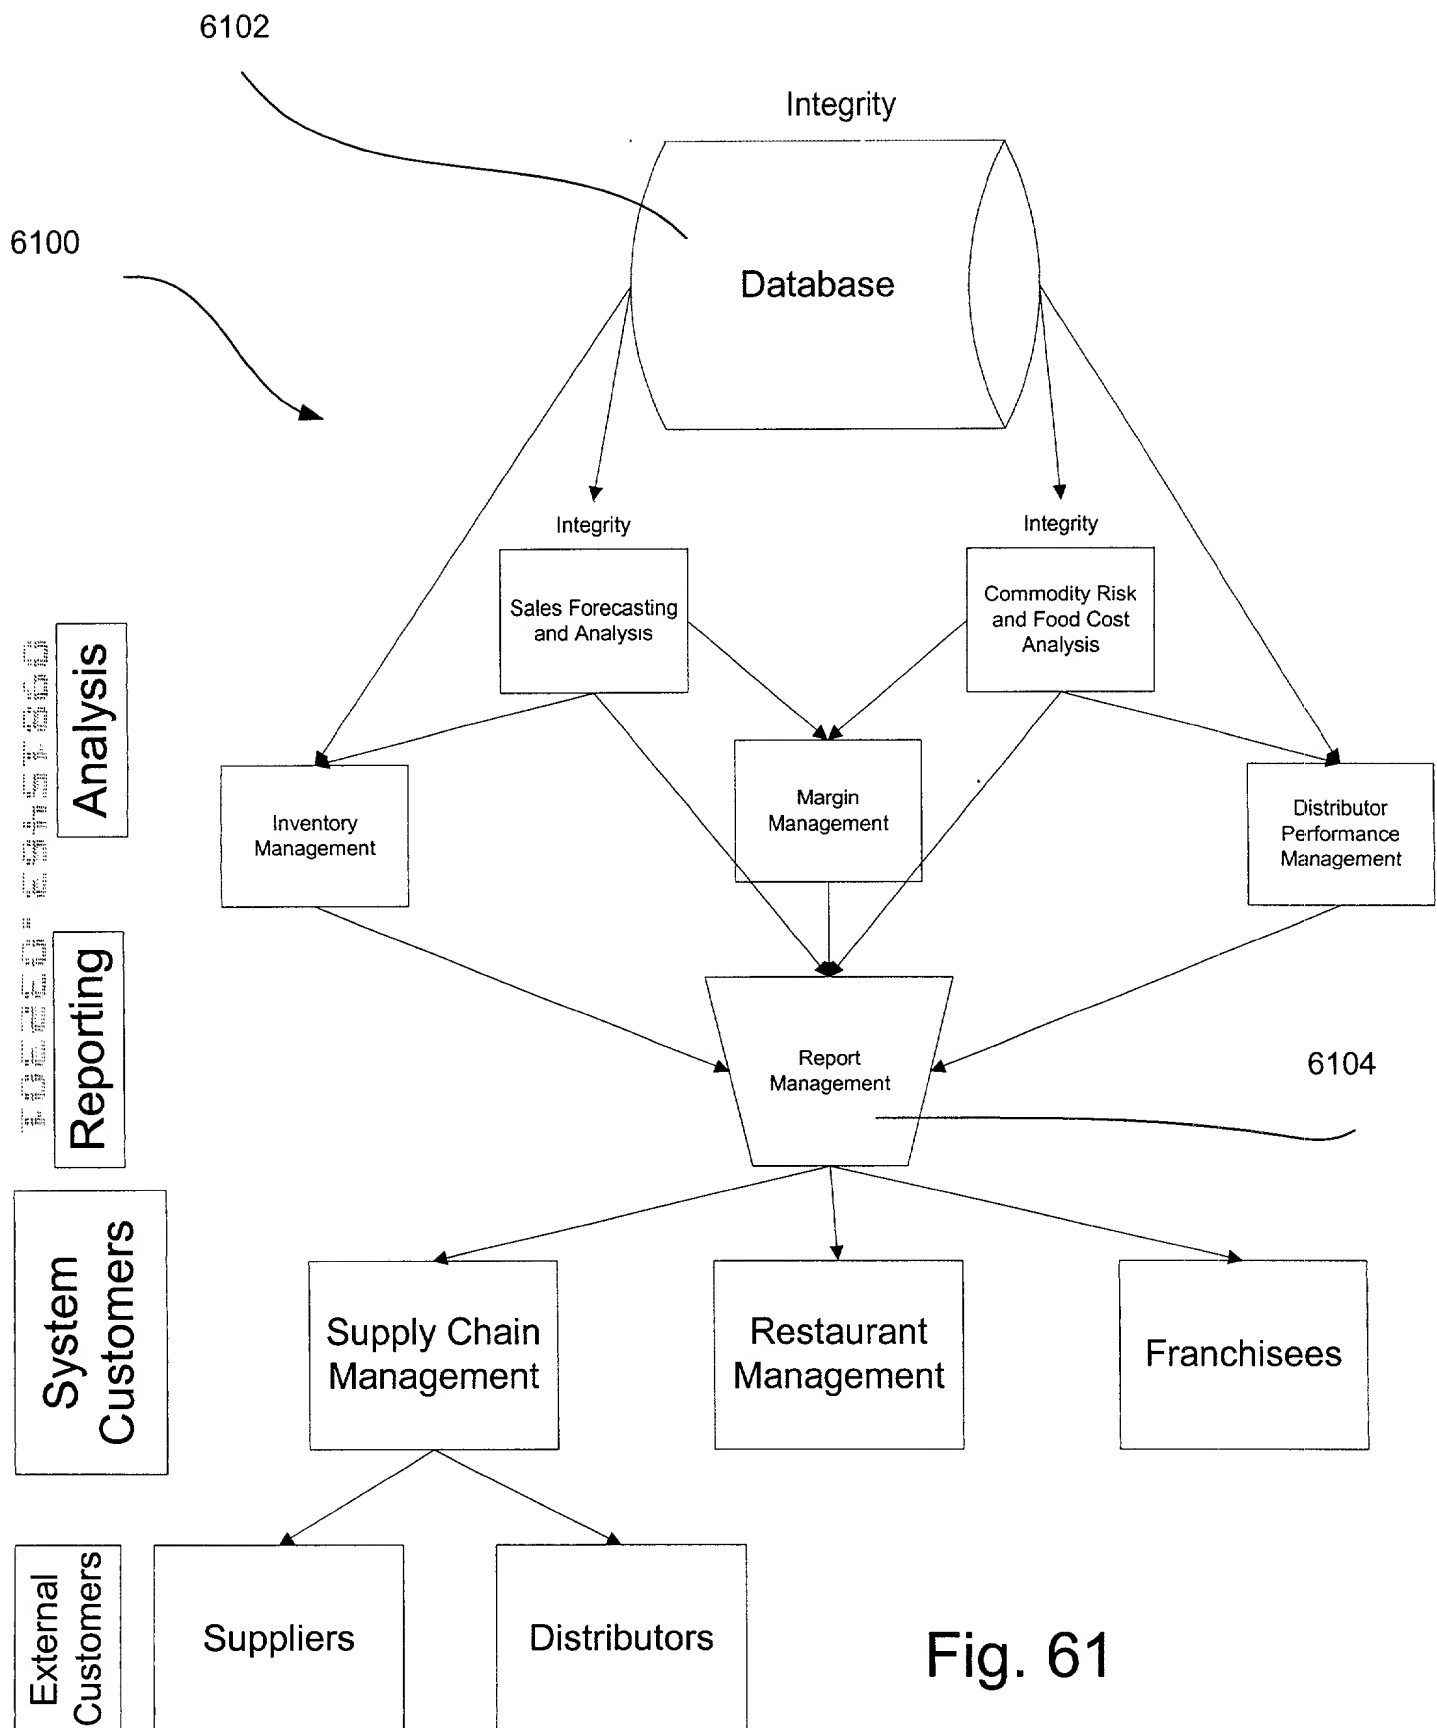 6102
Integrity
6100
Database
Integrity
Integrity
Sales Forecasting
and Analysis
Commodity Risk
and Food Cost
Analysis
Analysis
Inventory
Management
Margin
Management
Distributor
Performance
Management
Reporting
Report
Management
6104
System
Customers
Supply Chain
Management
Restaurant
Management
Franchisees
External
Customers
Suppliers
Distributors
Fig. 61